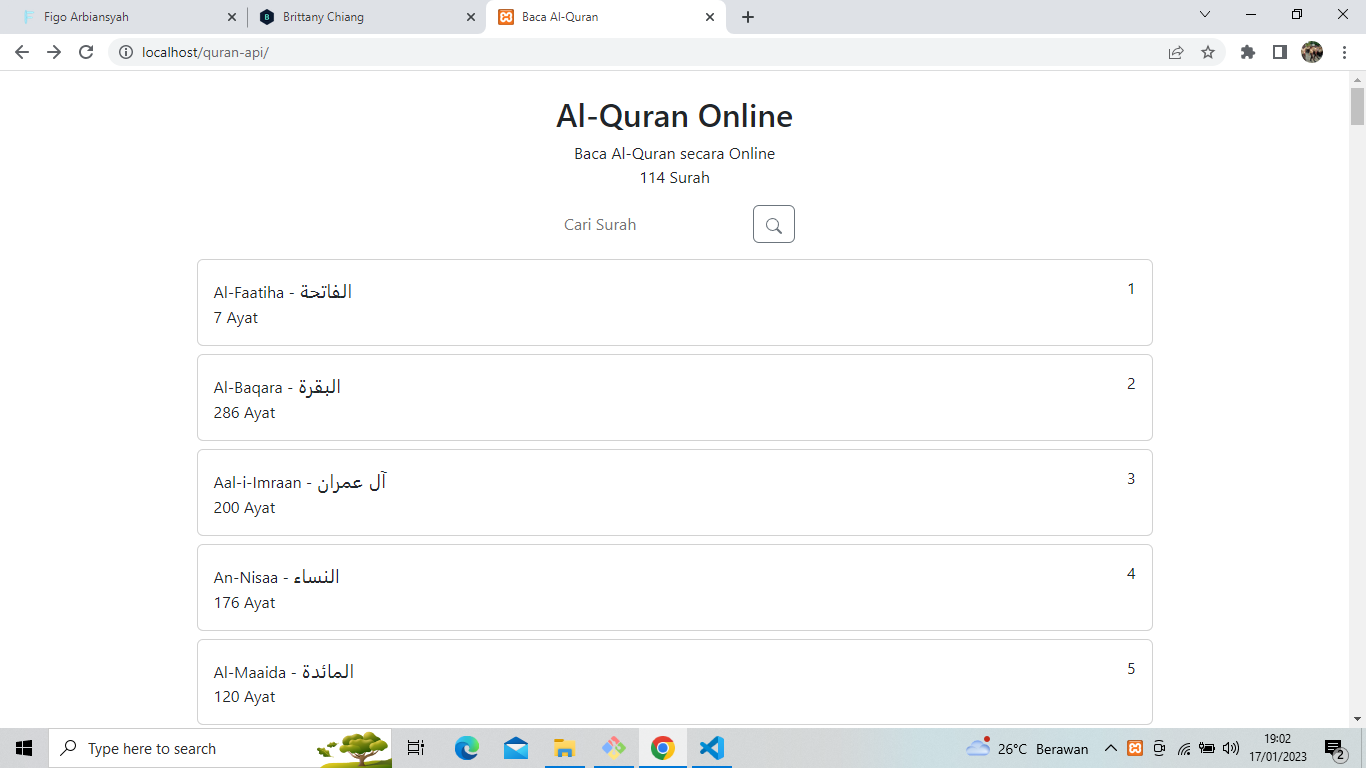 Figo Arbiansyah
Brittany Chiang
Baca Al-Quran
localhost/quran-api/
Al-Quran Online
Baca Al-Quran secara Online
114 Surah
Cari Surah
Al-Faatiha - الفاتحة
1
7 Ayat
Al-Baqara - البقرة
2
286 Ayat
Aal-i-Imraan - آل عمران
3
200 Ayat
An-Nisaa - النساء
4
176 Ayat
Al-Maaida - المائدة
5
120 Ayat
Type here to search
26°C Berawan
19:02
17/01/2023
2